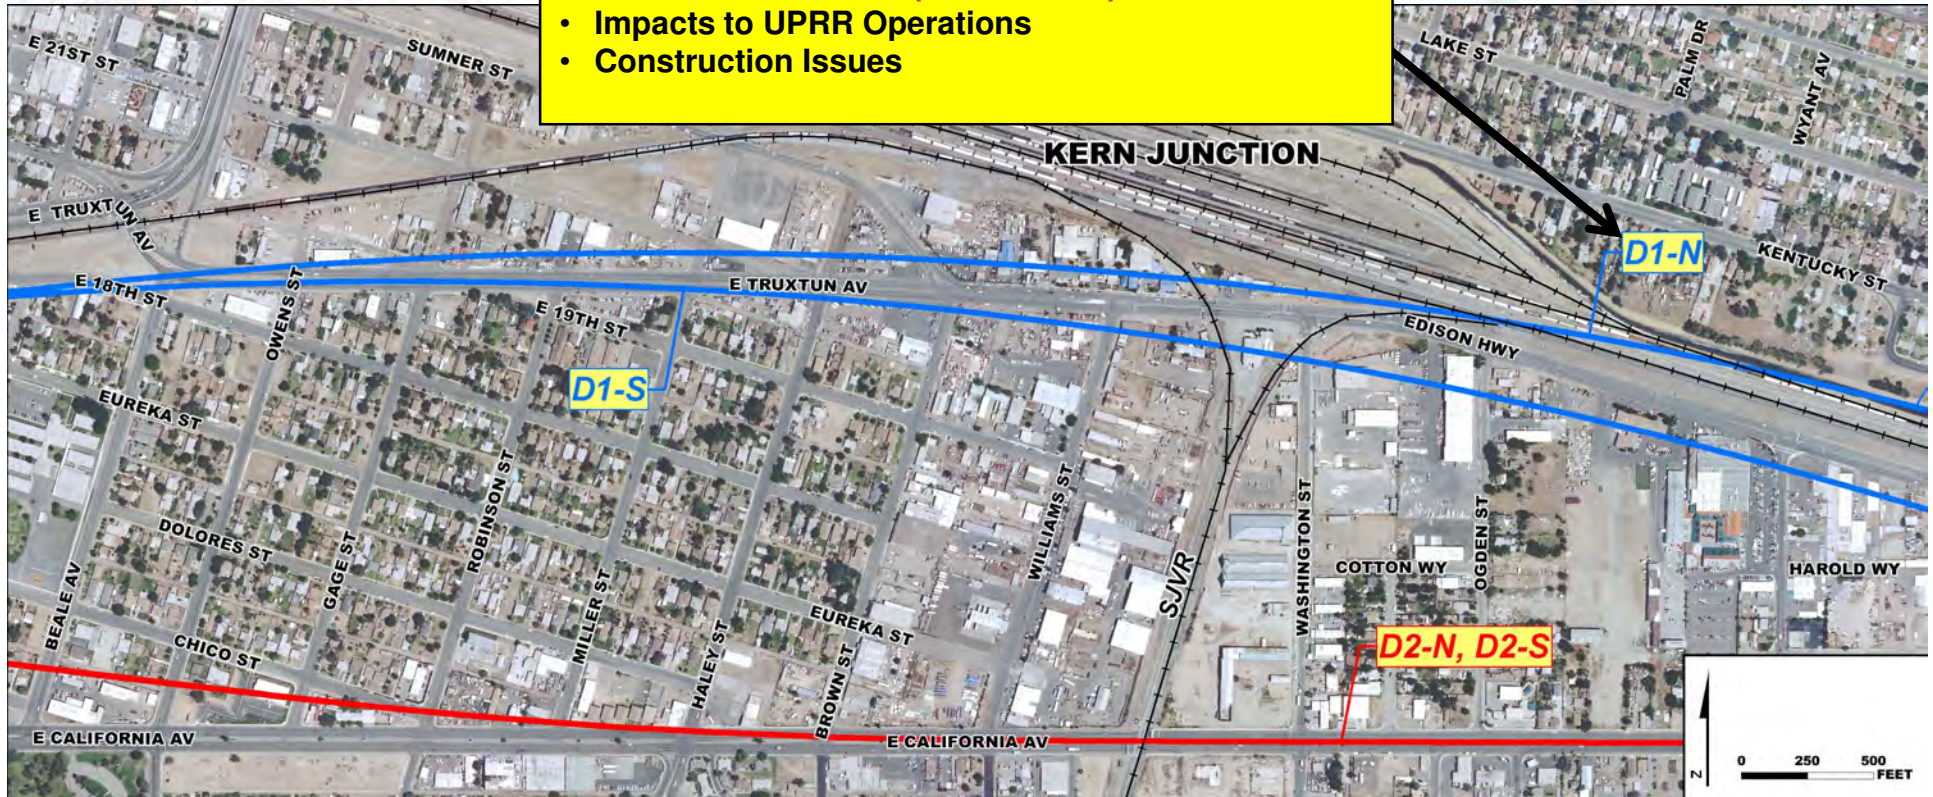 • Impacts to UPRR Operations
• Construction Issues
E 21ST ST
SUMNER ST
LAKE ST
PALM DR
WYANT AV
KERN JUNCTION
E TRUXTUN AV
D1-N
KENTUCKY ST
E 18TH ST
OWENS ST
E TRUXTUN AV
E 19TH ST
EDISON HWY
D1-S
EUREKA ST
ROBINSON ST
WILLIAMS ST
WASHINGTON ST
OGDEN ST
DOLORES ST
GAGE ST
MILLER ST
SJVR
COTTON WY
HAROLD WY
BEALE AV
CHICO ST
HALEY ST
BROWN ST
EUREKA ST
D2-N, D2-S
E CALIFORNIA AV
E CALIFORNIA AV
N
0 250 500
FEET